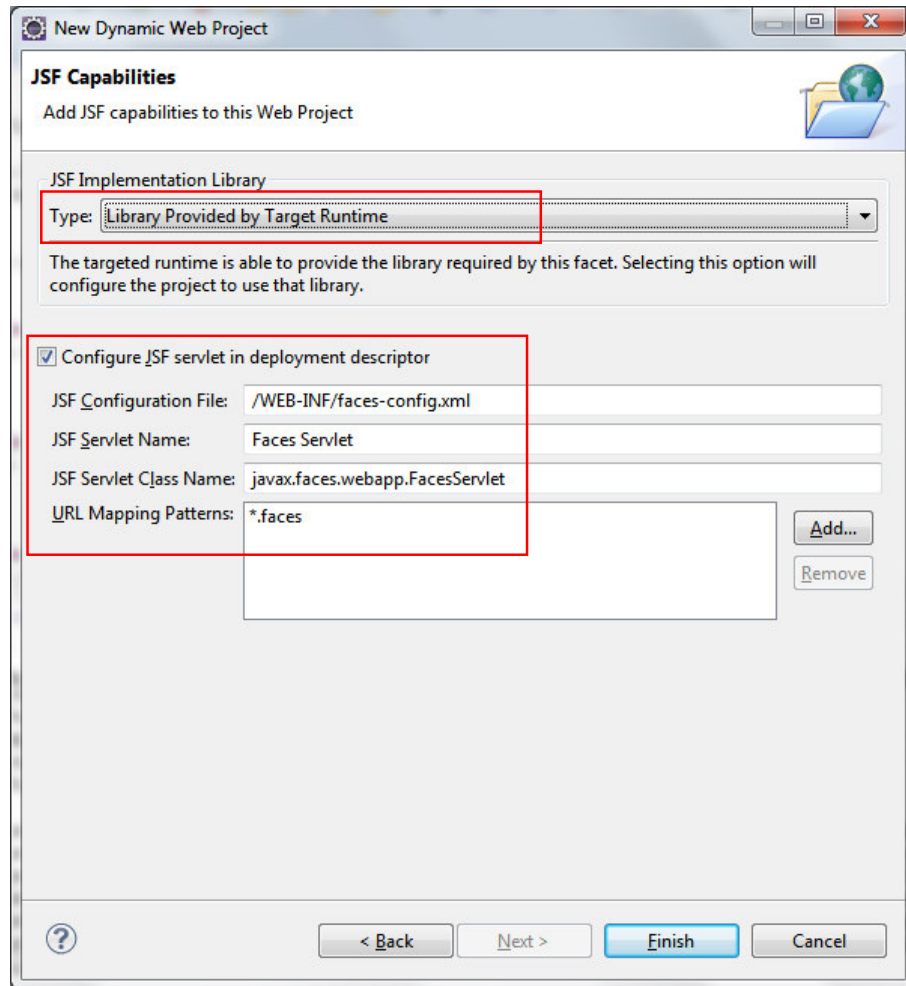 New Dynamic Web Project
JSF Capabilities
Add JSF capabilities to this Web Project
JSF Implementation Library
Type: Library Provided by Target Runtime
The targeted runtime is able to provide the library required by this facet. Selecting this option will
configure the project to use that library.
Configure JSF servlet in deployment descriptor
JSF Configuration File: /WEB-INF/faces-config.xml
JSF Servlet Name: Faces Servlet
JSF Servlet Class Name: javax.faces.webapp.FacesServlet
URL Mapping Patterns: *.faces
Add...
Remove
? < Back Next > Finish Cancel